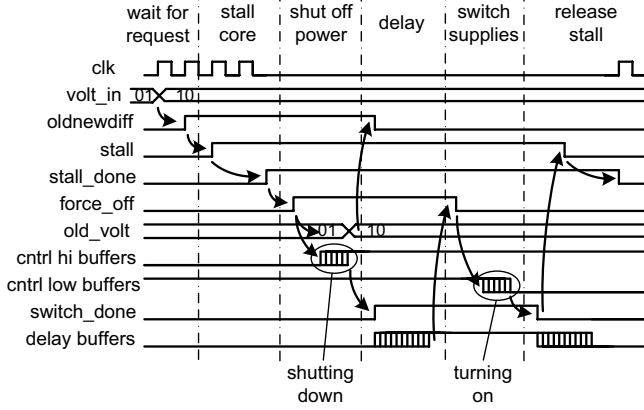 wait for request
stall core
shut off power
delay
switch supplies
release stall
clk
volt_in 01 10
oldnewdiff
stall
stall_done
force_off
old_volt 01 10
cntrl hi buffers
cntrl low buffers
switch_done
delay buffers
shutting down
turning on